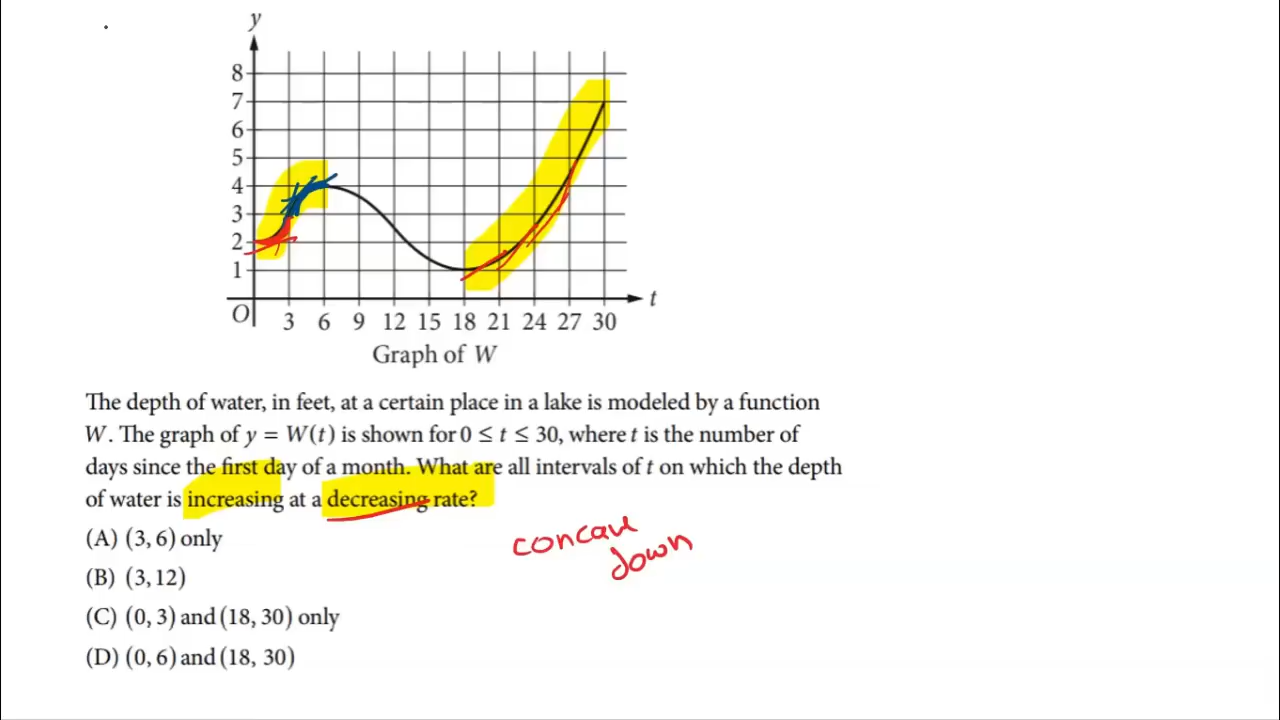 y
8
7
6
5
4
3
2
1
O 3 6 9 12 15 18 21 24 27 30 t
Graph of W
The depth of water, in feet, at a certain place in a lake is modeled by a function
W. The graph of y = W(t) is shown for 0 ≤ t ≤ 30, where t is the number of
days since the first day of a month. What are all intervals of t on which the depth
of water is increasing at a decreasing rate?
(A) (3, 6) only
(B) (3, 12)
(C) (0, 3) and (18, 30) only
(D) (0, 6) and (18, 30)
concave
down